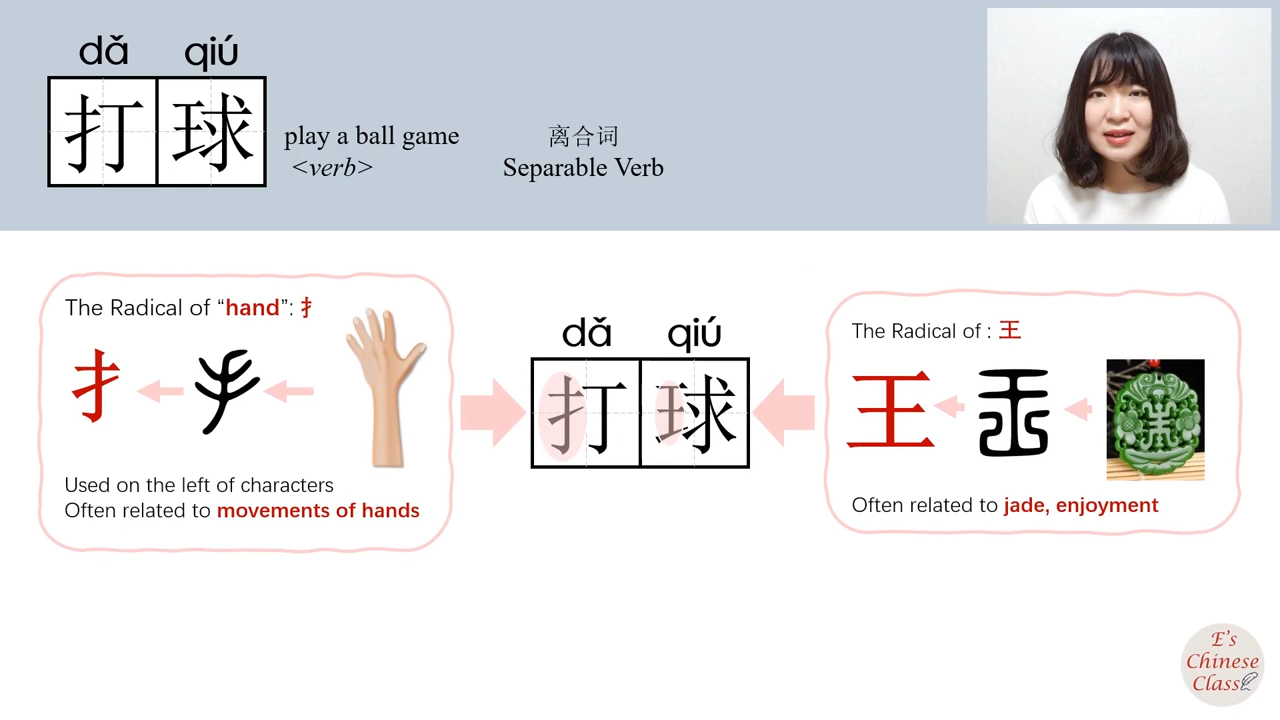 dǎ qiú
打球
play a ball game
<verb>
离合词
Separable Verb
The Radical of “hand”: 扌
扌
Used on the left of characters
Often related to movements of hands
dǎ qiú
打球
The Radical of : 王
王
Often related to jade, enjoyment
E's
Chinese
Class